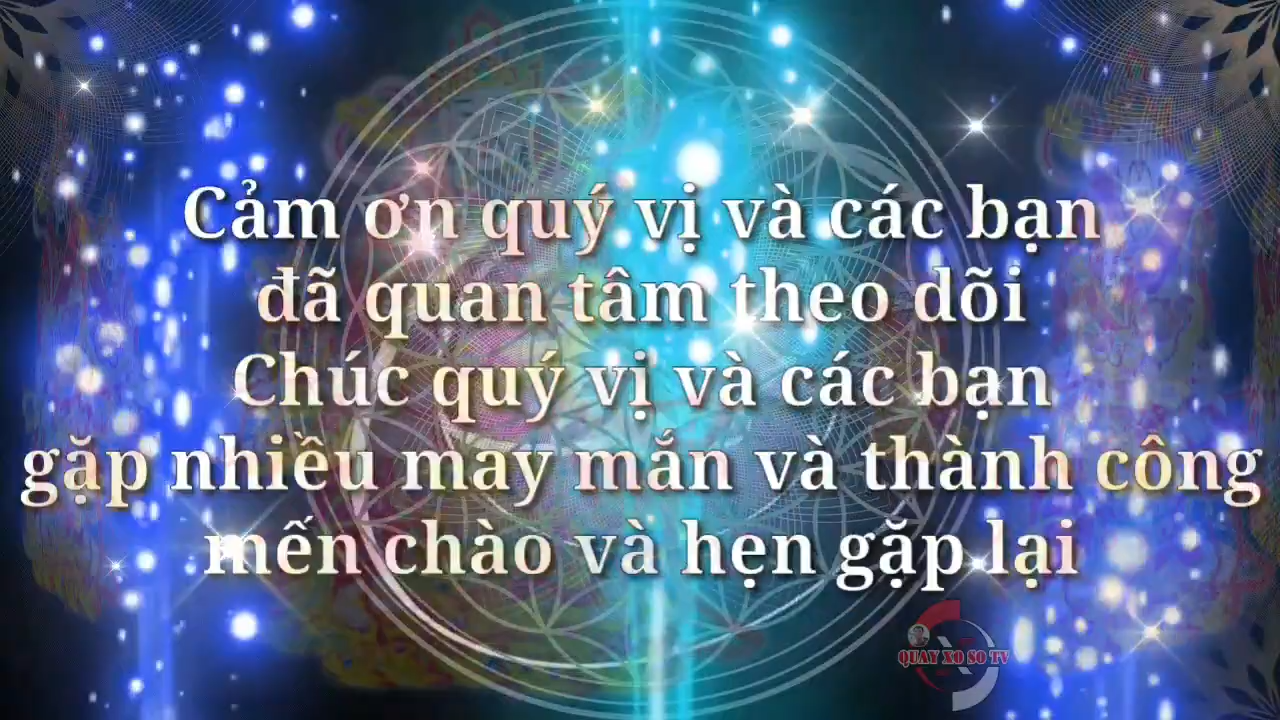 Cảm ơn quý vị và các bạn
đã quan tâm theo dõi
Chúc quý vị và các bạn
gặp nhiều may mắn và thành công
mến chào và hẹn gặp lại
QUAY XO SO TV